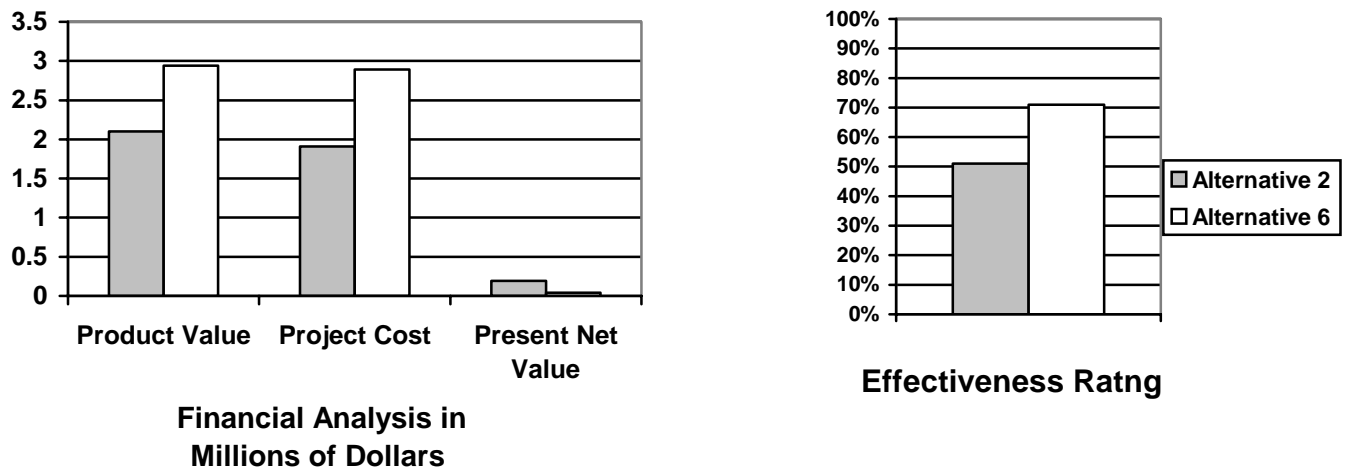 3.5
3
2.5
2
1.5
1
0.5
0
Product Value
Project Cost
Present Net
Value
Financial Analysis in
Millions of Dollars
100%
90%
80%
70%
60%
50%
40%
30%
20%
10%
0%
Effectiveness Ratng
Alternative 2
Alternative 6